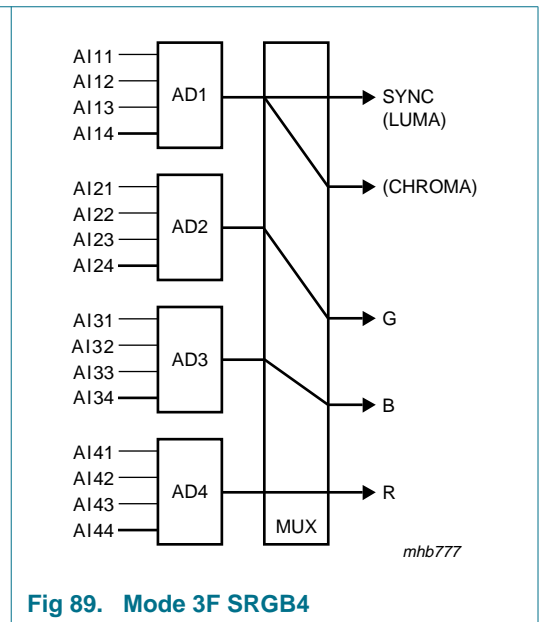 AI11
AI12
AI13
AI14
AD1
SYNC
(LUMA)
(CHROMA)
AI21
AI22
AI23
AI24
AD2
G
AI31
AI32
AI33
AI34
AD3
B
AI41
AI42
AI43
AI44
AD4
R
MUX
mhb777
Fig 89. Mode 3F SRGB4